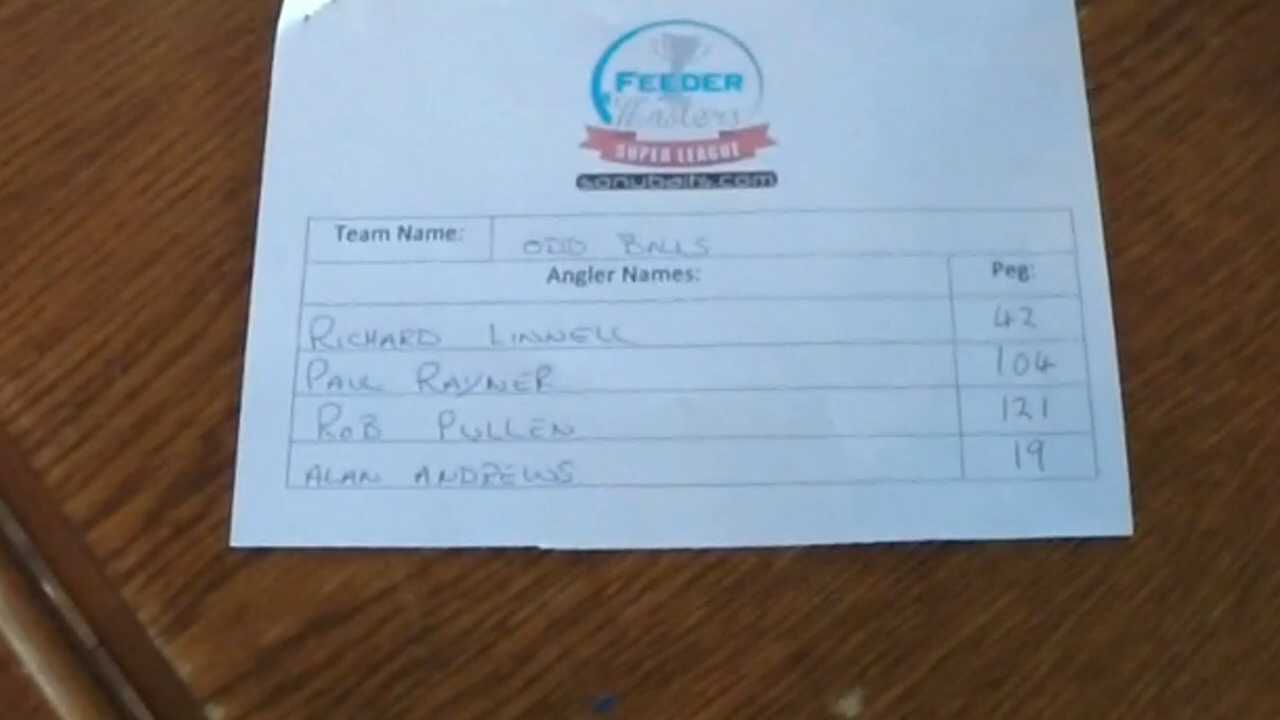 FEEDER
Masters
SUPER LEAGUE
sonubaits.com
Team Name: ODD BALLS
Angler Names: Peg:
RICHARD LINNELL 42
PAUL RAYNER 104
ROB PULLEN 121
ALAN ANDREWS 19